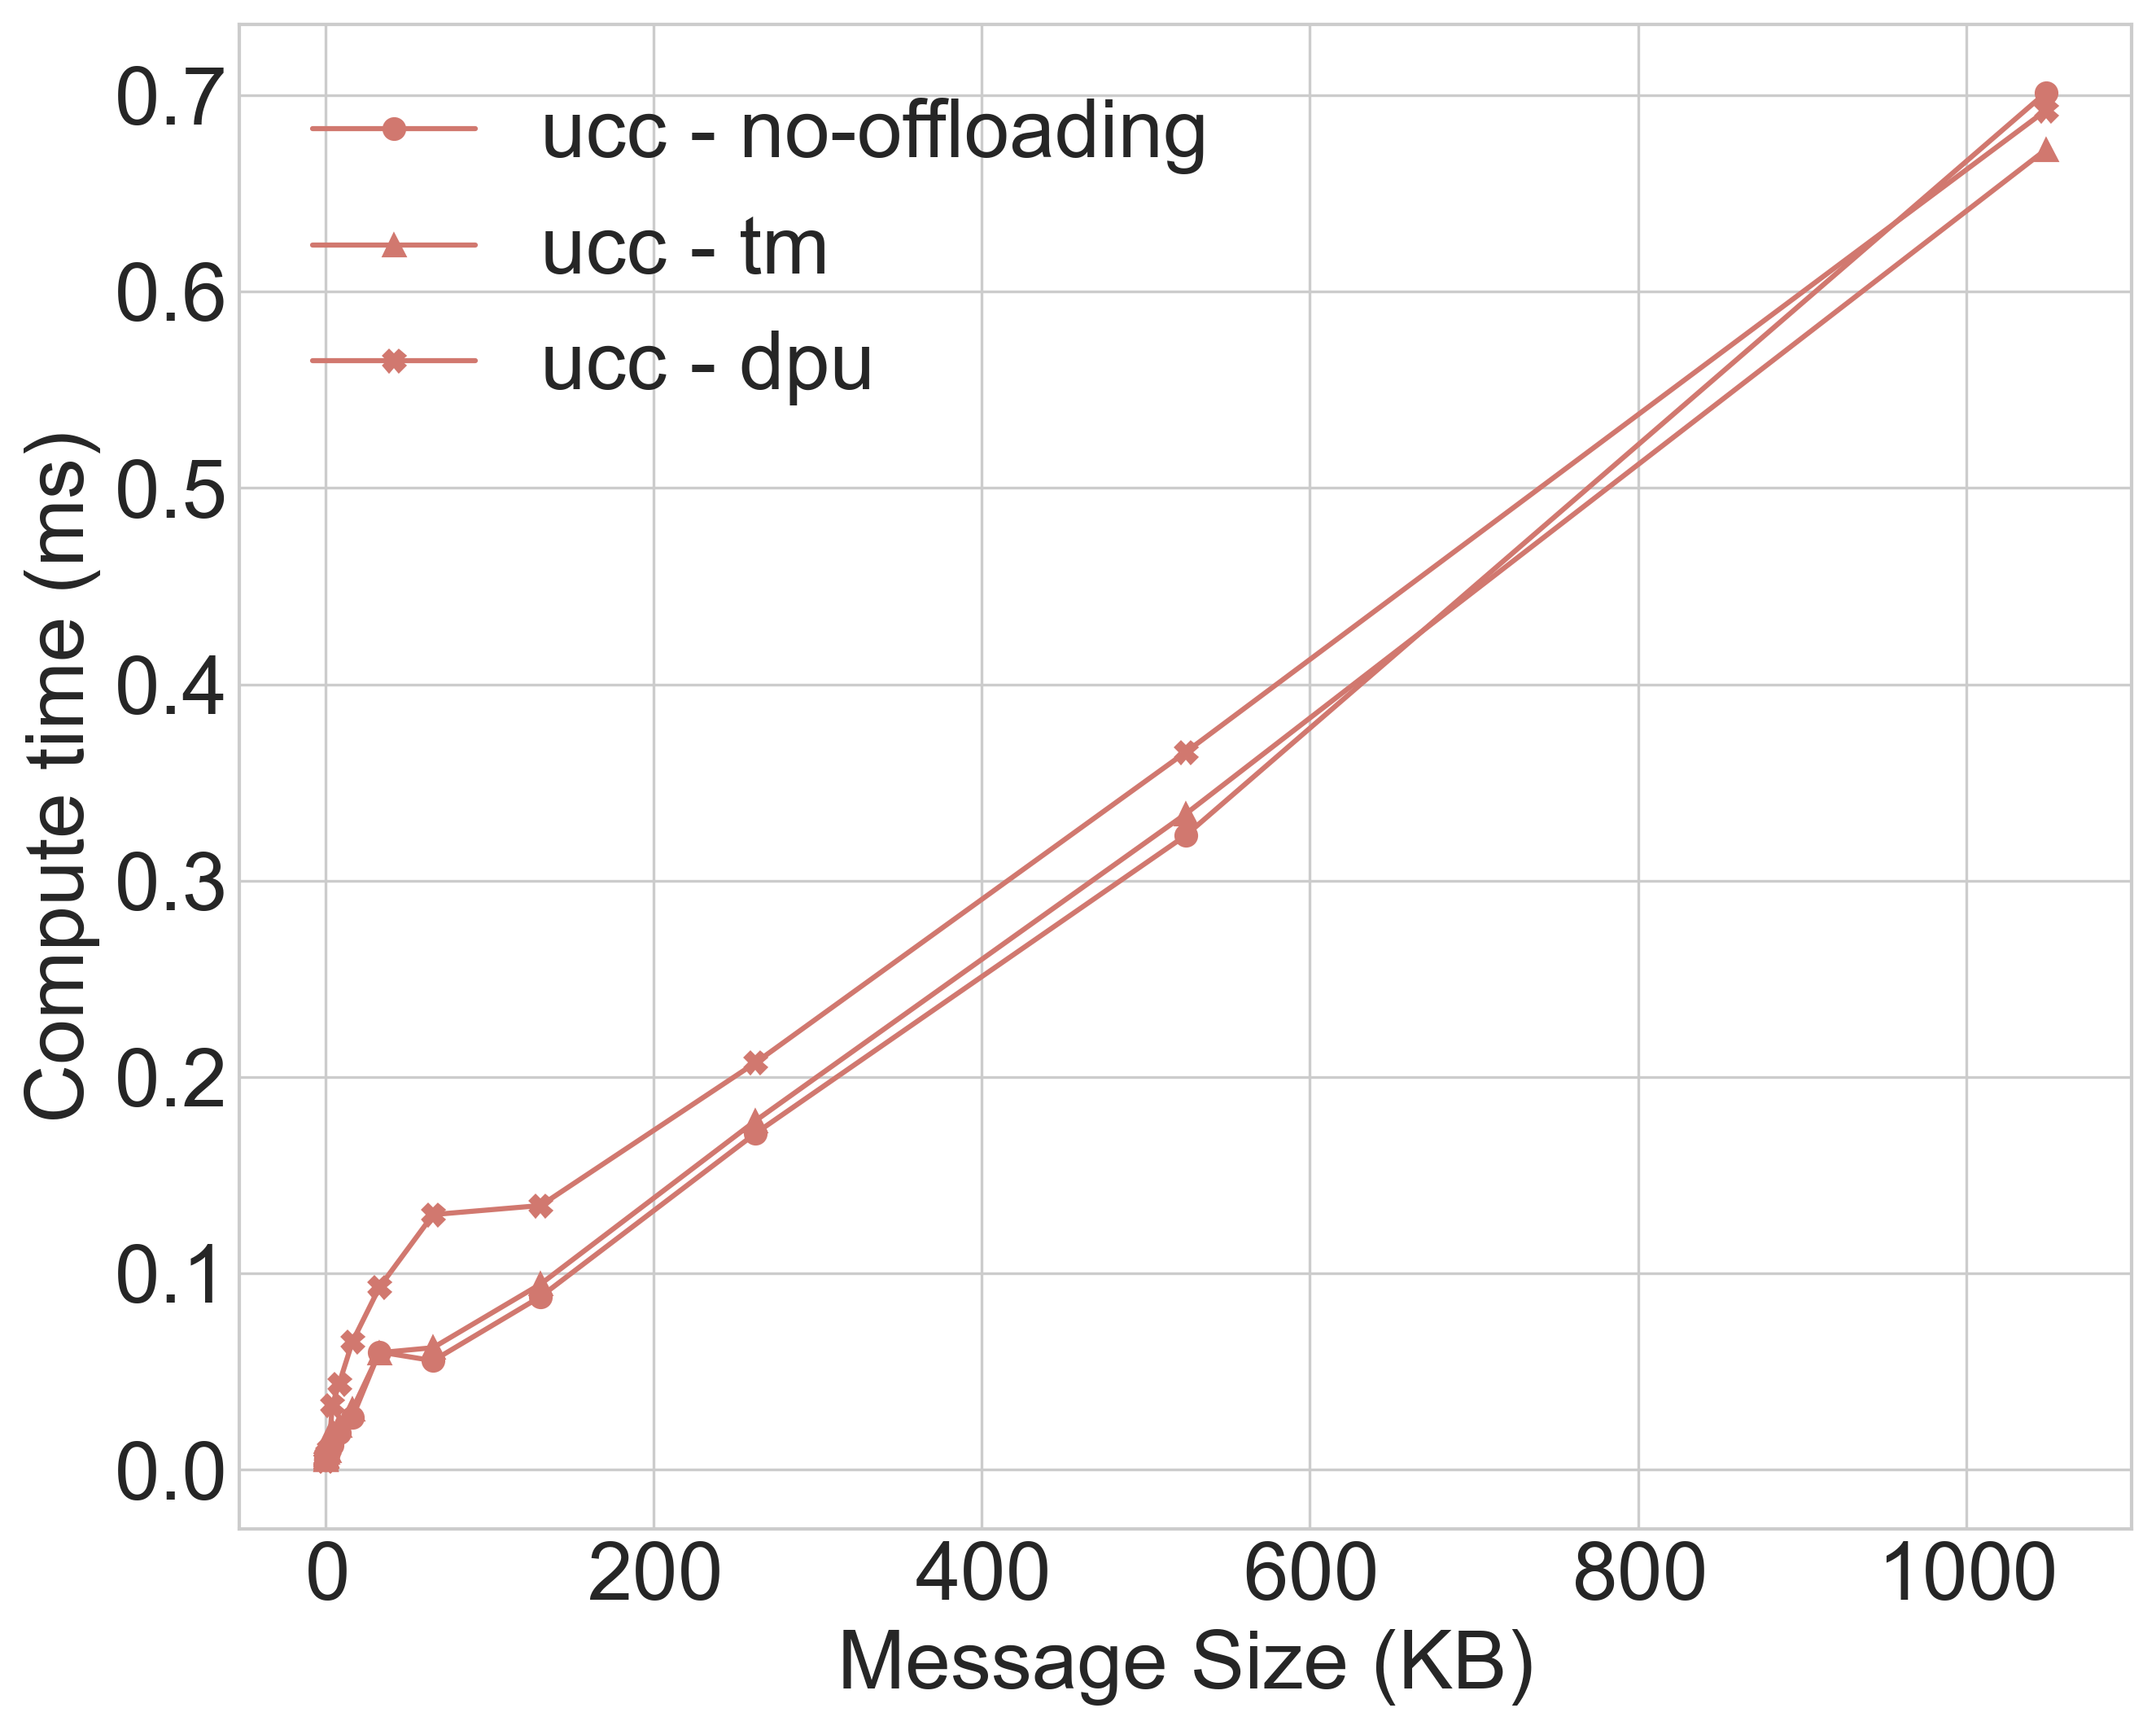 ucc - no-offloading
ucc - tm
ucc - dpu
Compute time (ms)
0.7
0.6
0.5
0.4
0.3
0.2
0.1
0.0
0 200 400 600 800 1000
Message Size (KB)